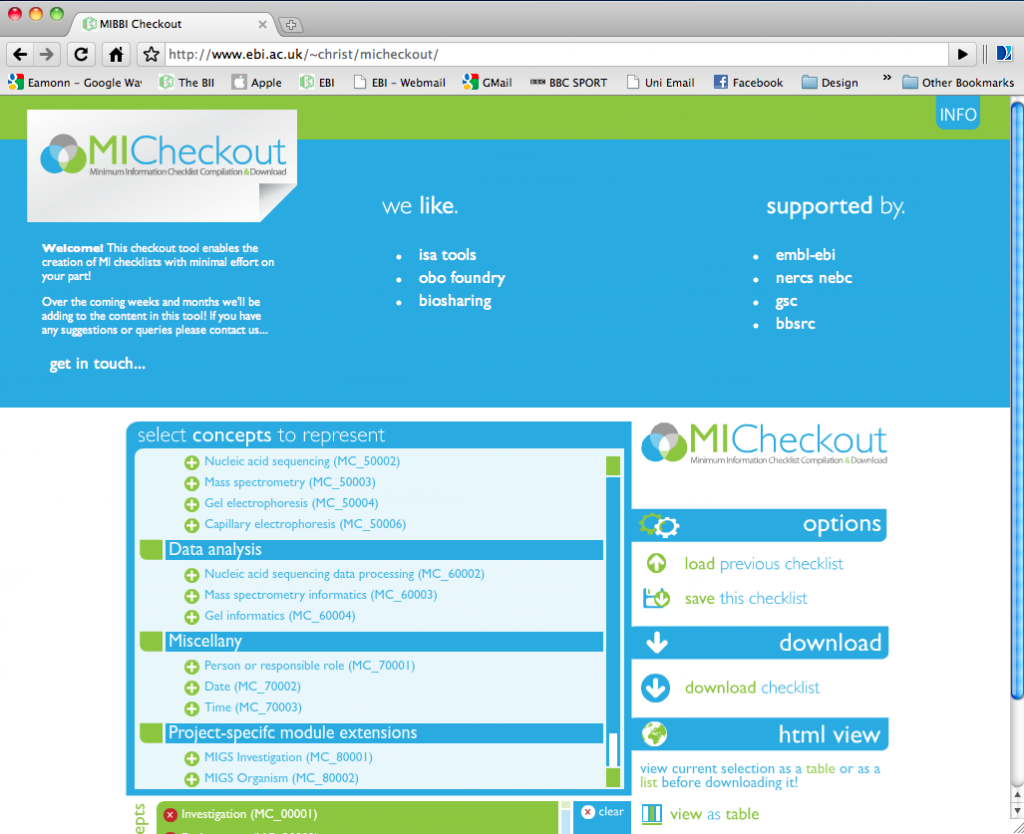 MIBBI Checkout
http://www.ebi.ac.uk/~christ/micheckout/
Eamonn – Google Wa
The BII
Apple
EBI
EBI – Webmail
GMail
BBC SPORT
Uni Email
Facebook
Design
»
Other Bookmarks
INFO
MICheckout
Minimum Information Checklist Compilation & Download
Welcome! This checkout tool enables the
creation of MI checklists with minimal effort on
your part!
Over the coming weeks and months we'll be
adding to the content in this tool! If you have
any suggestions or queries please contact us...
get in touch...
we like.
• isa tools
• obo foundry
• biosharing
supported by.
• embl-ebi
• nercs nebc
• gsc
• bbsrc
select concepts to represent
Nucleic acid sequencing (MC_50002)
Mass spectrometry (MC_50003)
Gel electrophoresis (MC_50004)
Capillary electrophoresis (MC_50006)
Data analysis
Nucleic acid sequencing data processing (MC_60002)
Mass spectrometry informatics (MC_60003)
Gel informatics (MC_60004)
Miscellany
Person or responsible role (MC_70001)
Date (MC_70002)
Time (MC_70003)
Project-specifc module extensions
MIGS Investigation (MC_80001)
MIGS Organism (MC_80002)
Investigation (MC_00001)
clear
MICheckout
Minimum Information Checklist Compilation & Download
options
load previous checklist
save this checklist
download
download checklist
html view
view current selection as a table or as a
list before downloading it!
view as table